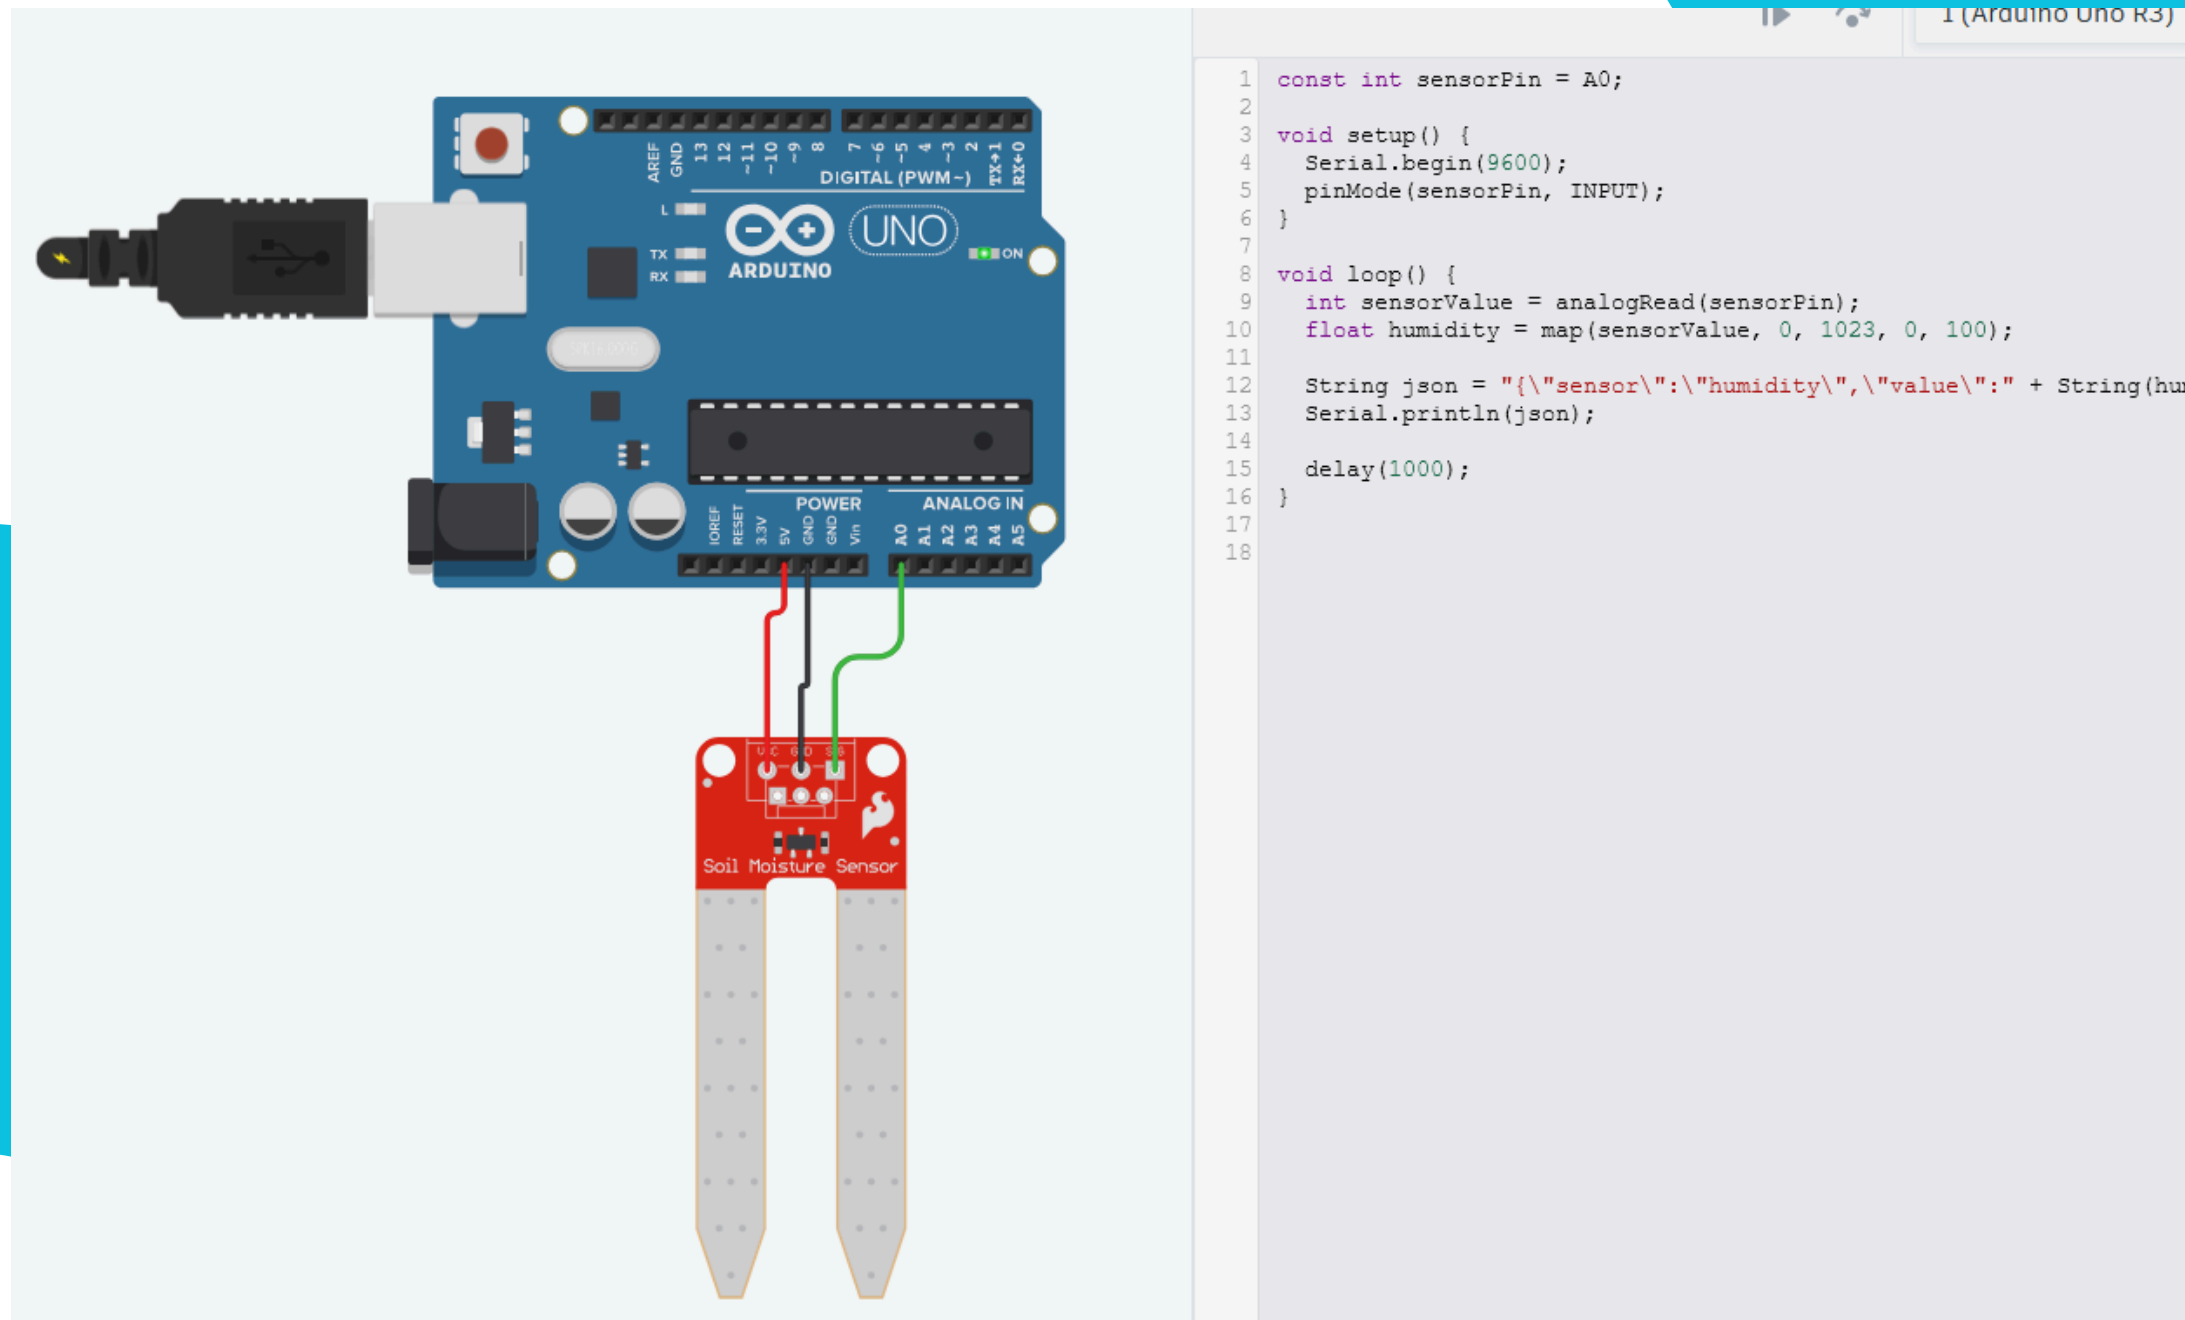 1 (Arduino Uno R3)
AREF
GND
13
12
~11
~10
~9
8
7
~6
~5
4
~3
2
TX→1
RX←0
DIGITAL (PWM~)
L
TX
RX
UNO
ARDUINO
ON
POWER
ANALOG IN
IOREF
RESET
3.3V
5V
GND
GND
Vin
A0
A1
A2
A3
A4
A5
Soil Moisture Sensor
1 const int sensorPin = A0;
2
3 void setup() {
4 Serial.begin(9600);
5 pinMode(sensorPin, INPUT);
6 }
7
8 void loop() {
9 int sensorValue = analogRead(sensorPin);
10 float humidity = map(sensorValue, 0, 1023, 0, 100);
11
12 String json = "{\"sensor\":\"humidity\",\"value\":" + String(hu
13 Serial.println(json);
14
15 delay(1000);
16 }
17
18